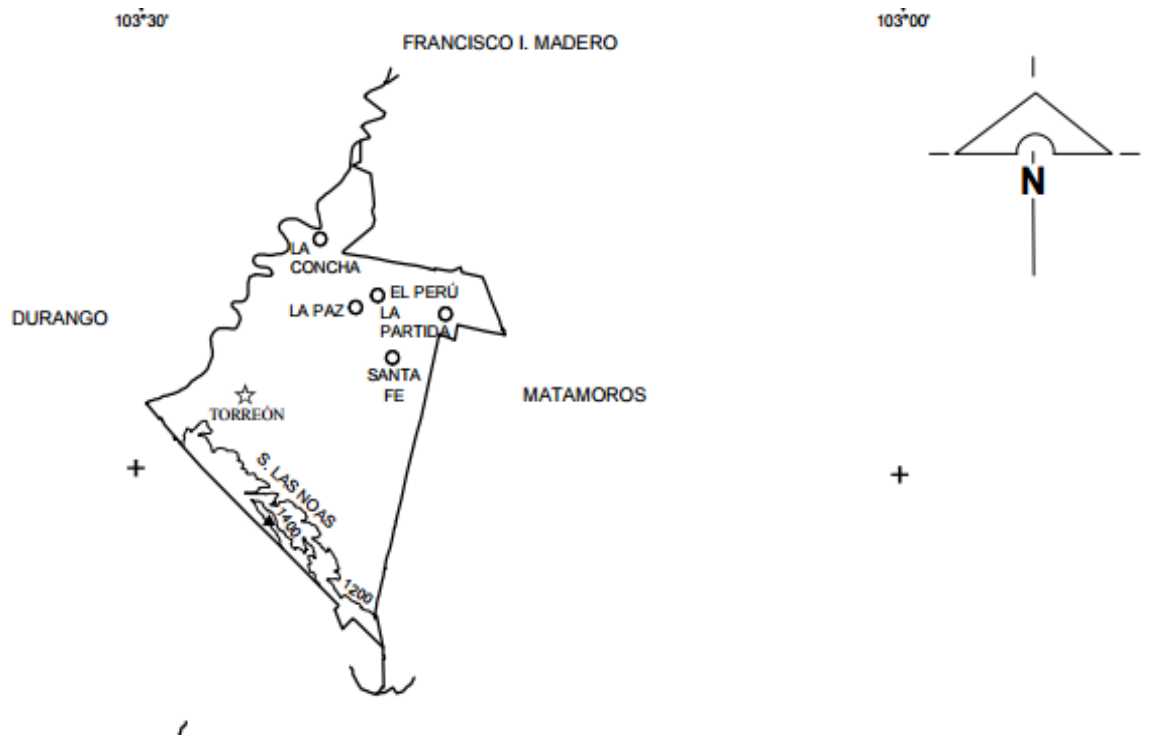 103°30'
103°00'
FRANCISCO I. MADERO
N
LA
CONCHA
EL PERÚ
LA PAZ
LA
PARTIDA
DURANGO
SANTA
FE
MATAMOROS
TORREÓN
S. LAS NOAS
1400
1200